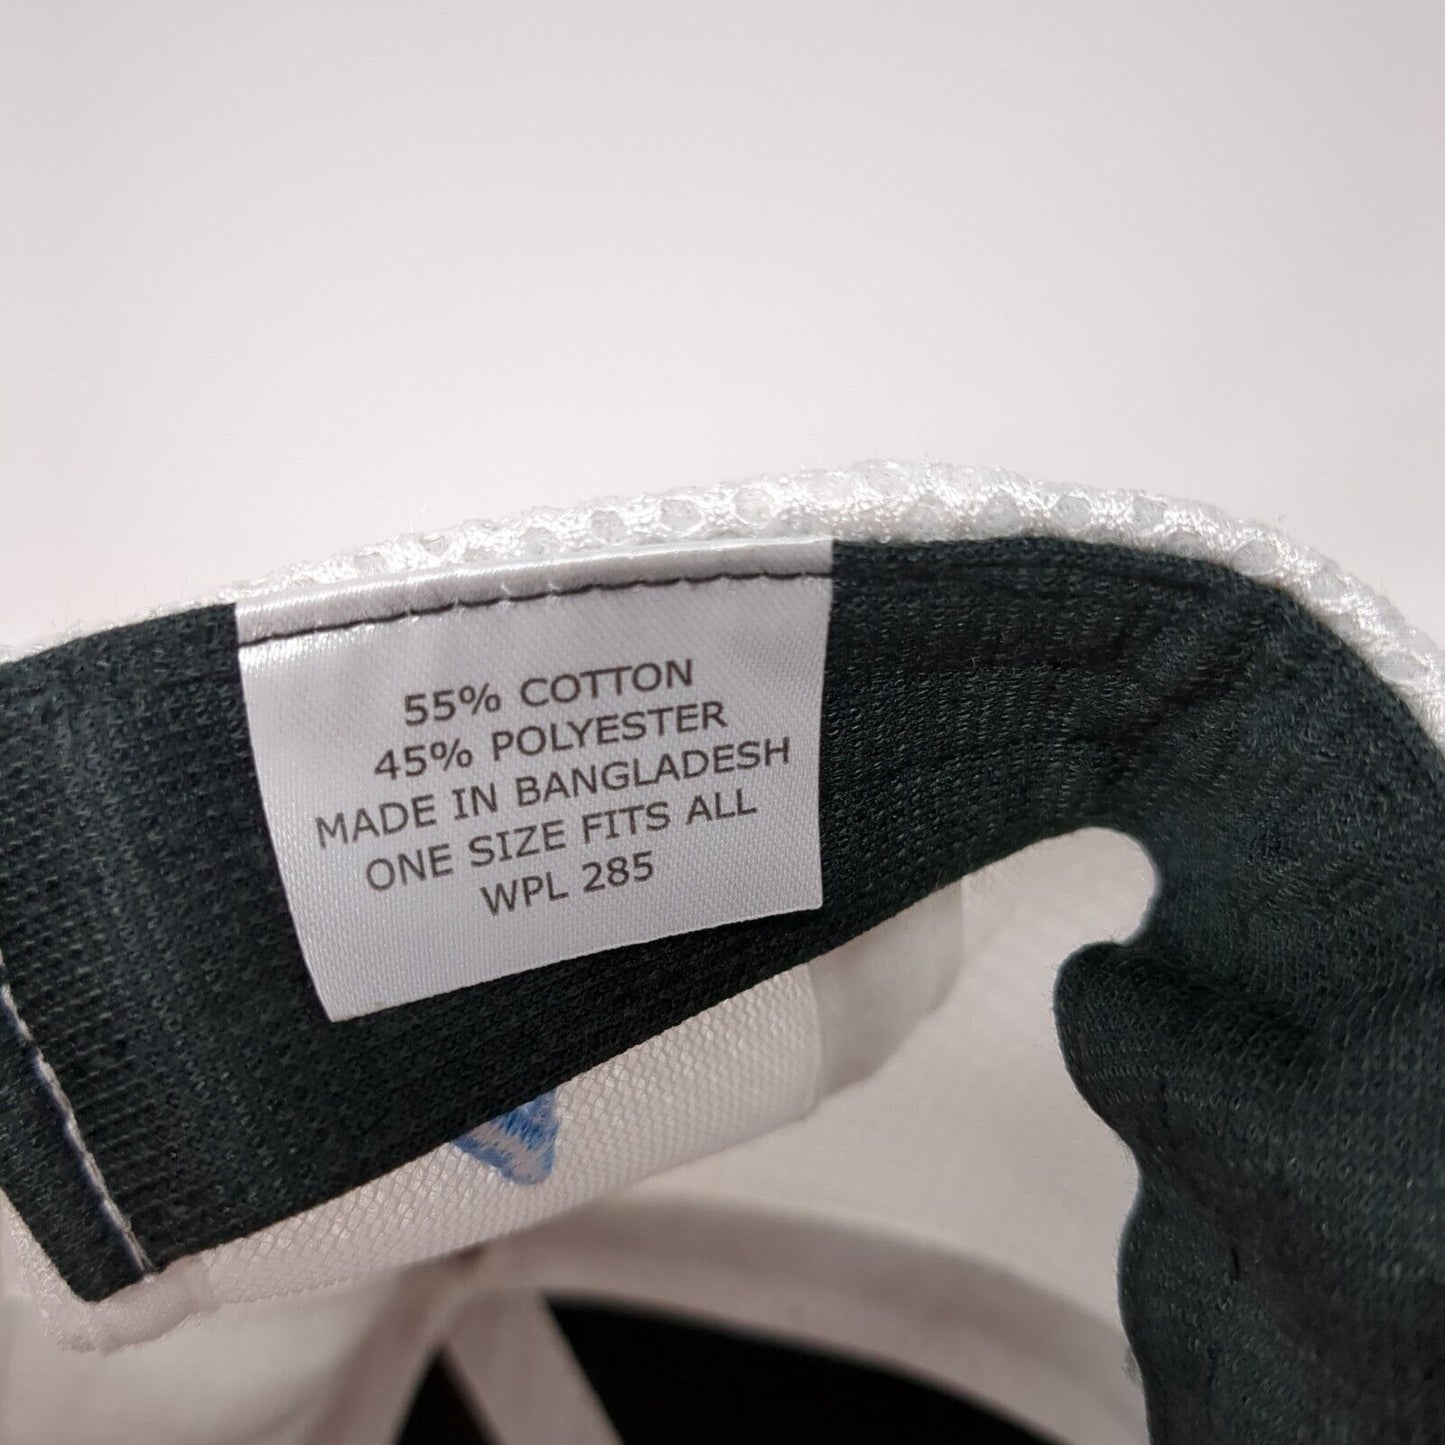 55% COTTON
45% POLYESTER
MADE IN BANGLADESH
ONE SIZE FITS ALL
WPL 285